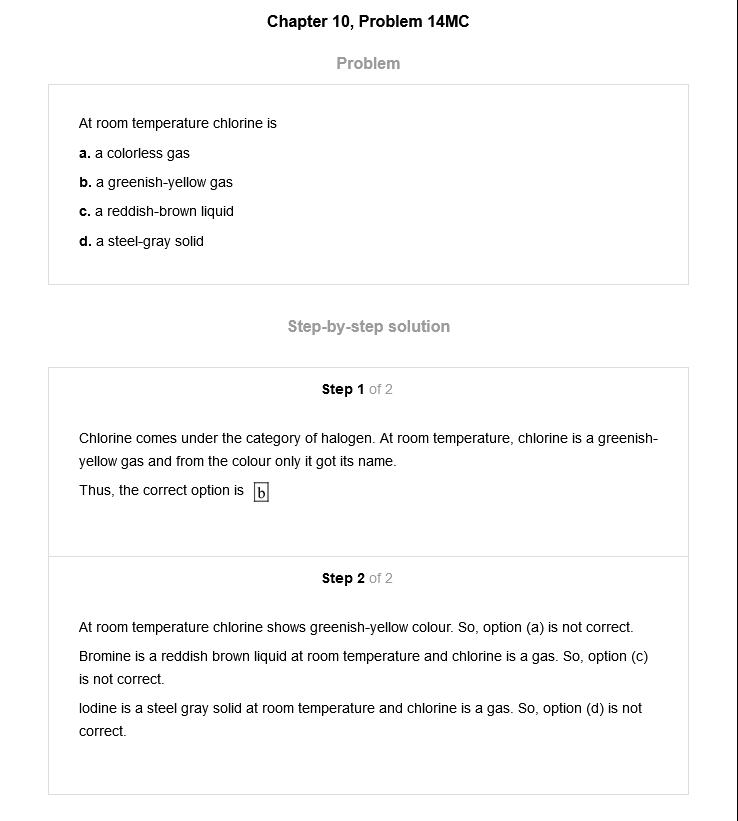 Chapter 10, Problem 14MC
Problem
At room temperature chlorine is
a. a colorless gas
b. a greenish-yellow gas
c. a reddish-brown liquid
d. a steel-gray solid
Step-by-step solution
Step 1 of 2
Chlorine comes under the category of halogen. At room temperature, chlorine is a greenish-
yellow gas and from the colour only it got its name.
Thus, the correct option is b
Step 2 of 2
At room temperature chlorine shows greenish-yellow colour. So, option (a) is not correct.
Bromine is a reddish brown liquid at room temperature and chlorine is a gas. So, option (c)
is not correct.
Iodine is a steel gray solid at room temperature and chlorine is a gas. So, option (d) is not
correct.